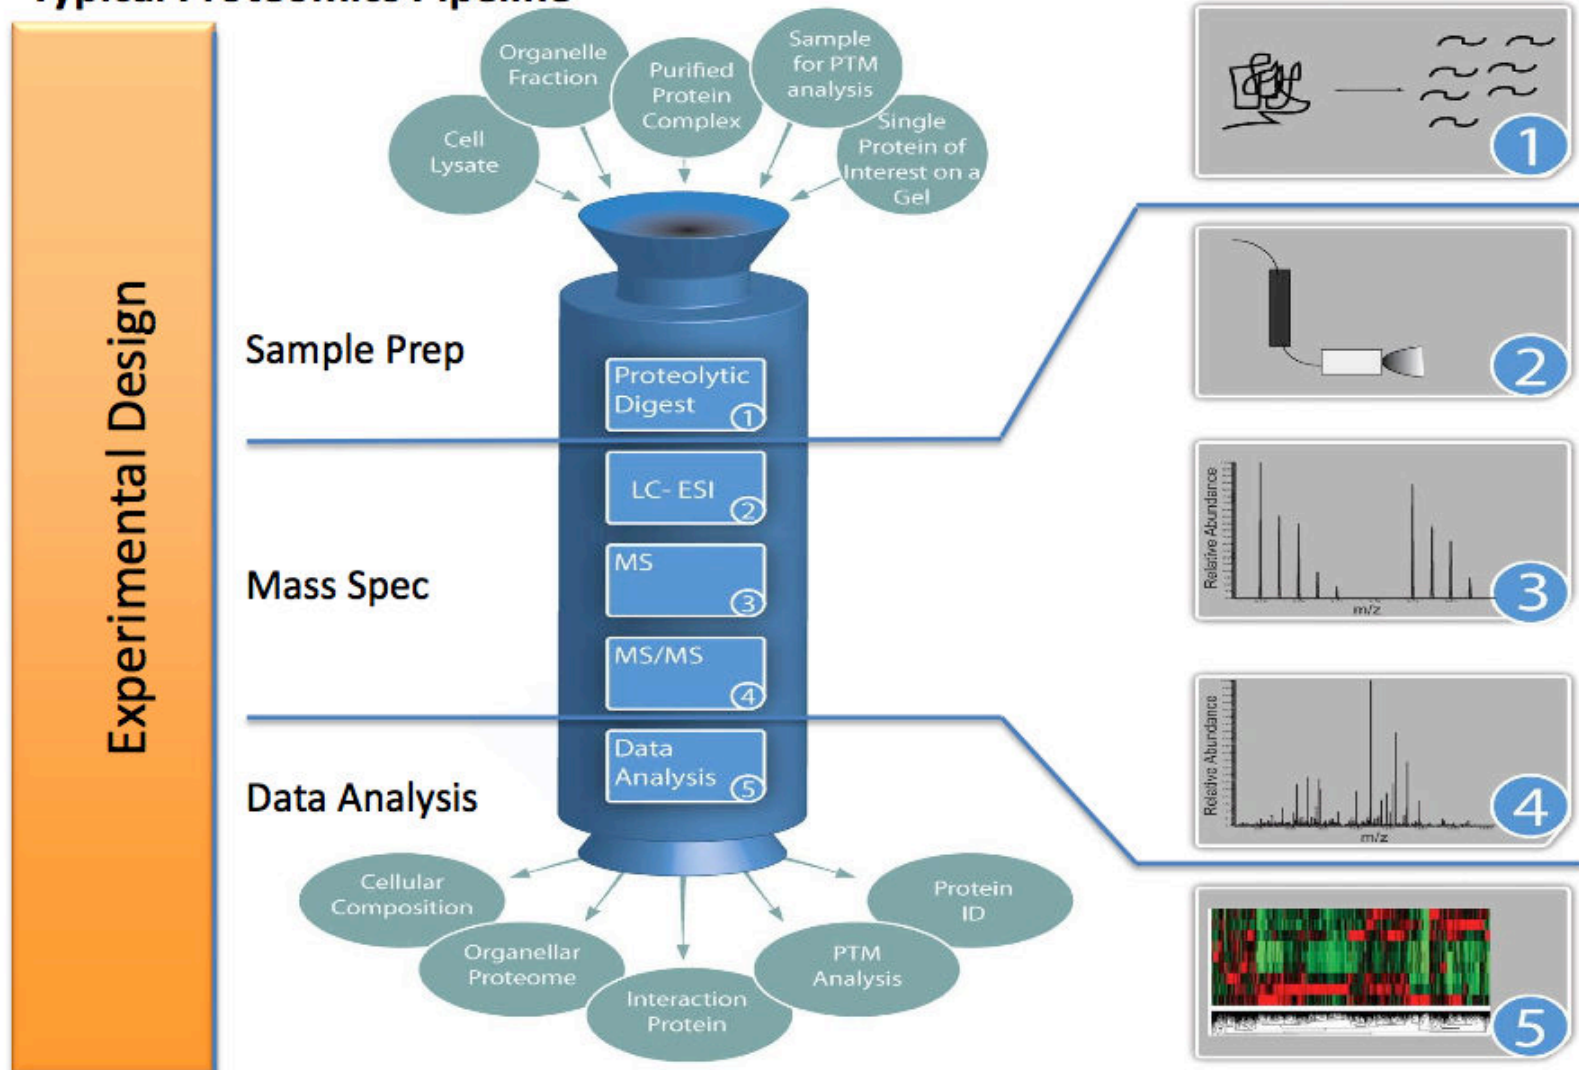 Typical Proteomics Pipeline
Experimental Design
Organelle
Fraction
Purified
Protein
Complex
Sample
for PTM
analysis
Cell
Lysate
Single
Protein of
Interest on a
Gel
Sample Prep
Proteolytic
Digest
1
LC- ESI
2
Mass Spec
MS
3
MS/MS
4
Data Analysis
Data
Analysis
5
Cellular
Composition
Organellar
Proteome
Interaction
Protein
PTM
Analysis
Protein
ID
1
2
Relative Abundance
m/z
3
Relative Abundance
m/z
4
5